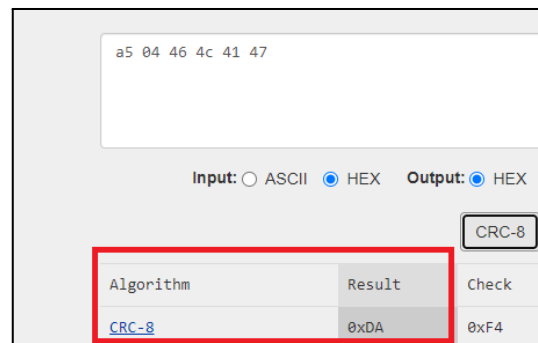 a5 04 46 4c 41 47
Input: ASCII HEX Output: HEX
CRC-8
Algorithm Result Check
CRC-8 0xDA 0xF4